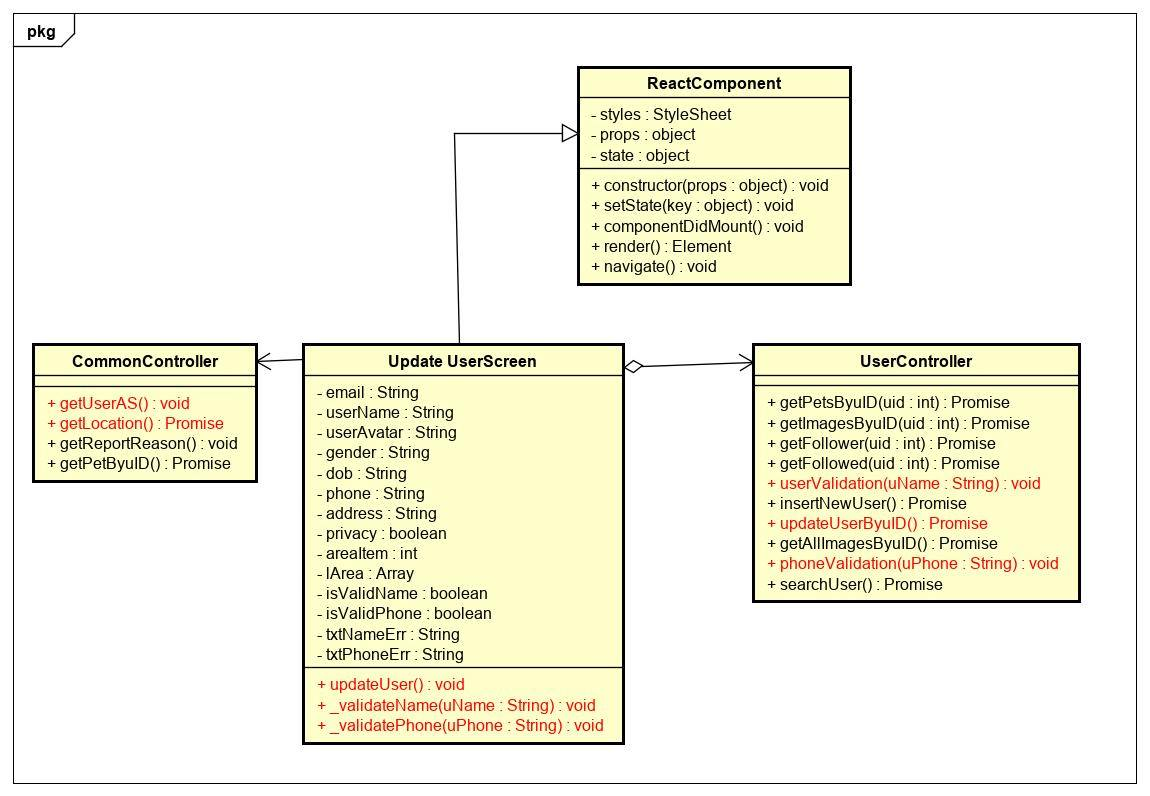 pkg
ReactComponent
- styles : StyleSheet
- props : object
- state : object
+ constructor(props : object) : void
+ setState(key : object) : void
+ componentDidMount() : void
+ render() : Element
+ navigate() : void
CommonController
+ getUserAS() : void
+ getLocation() : Promise
+ getReportReason() : void
+ getPetByuID() : Promise
Update UserScreen
- email : String
- userName : String
- userAvatar : String
- gender : String
- dob : String
- phone : String
- address : String
- privacy : boolean
- areaItem : int
- lArea : Array
- isValidName : boolean
- isValidPhone : boolean
- txtNameErr : String
- txtPhoneErr : String
+ updateUser() : void
+ _validateName(uName : String) : void
+ _validatePhone(uPhone : String) : void
UserController
+ getPetsByuID(uid : int) : Promise
+ getImagesByuID(uid : int) : Promise
+ getFollower(uid : int) : Promise
+ getFollowed(uid : int) : Promise
+ userValidation(uName : String) : void
+ insertNewUser() : Promise
+ updateUserByuID() : Promise
+ getAllImagesByuID() : Promise
+ phoneValidation(uPhone : String) : void
+ searchUser() : Promise